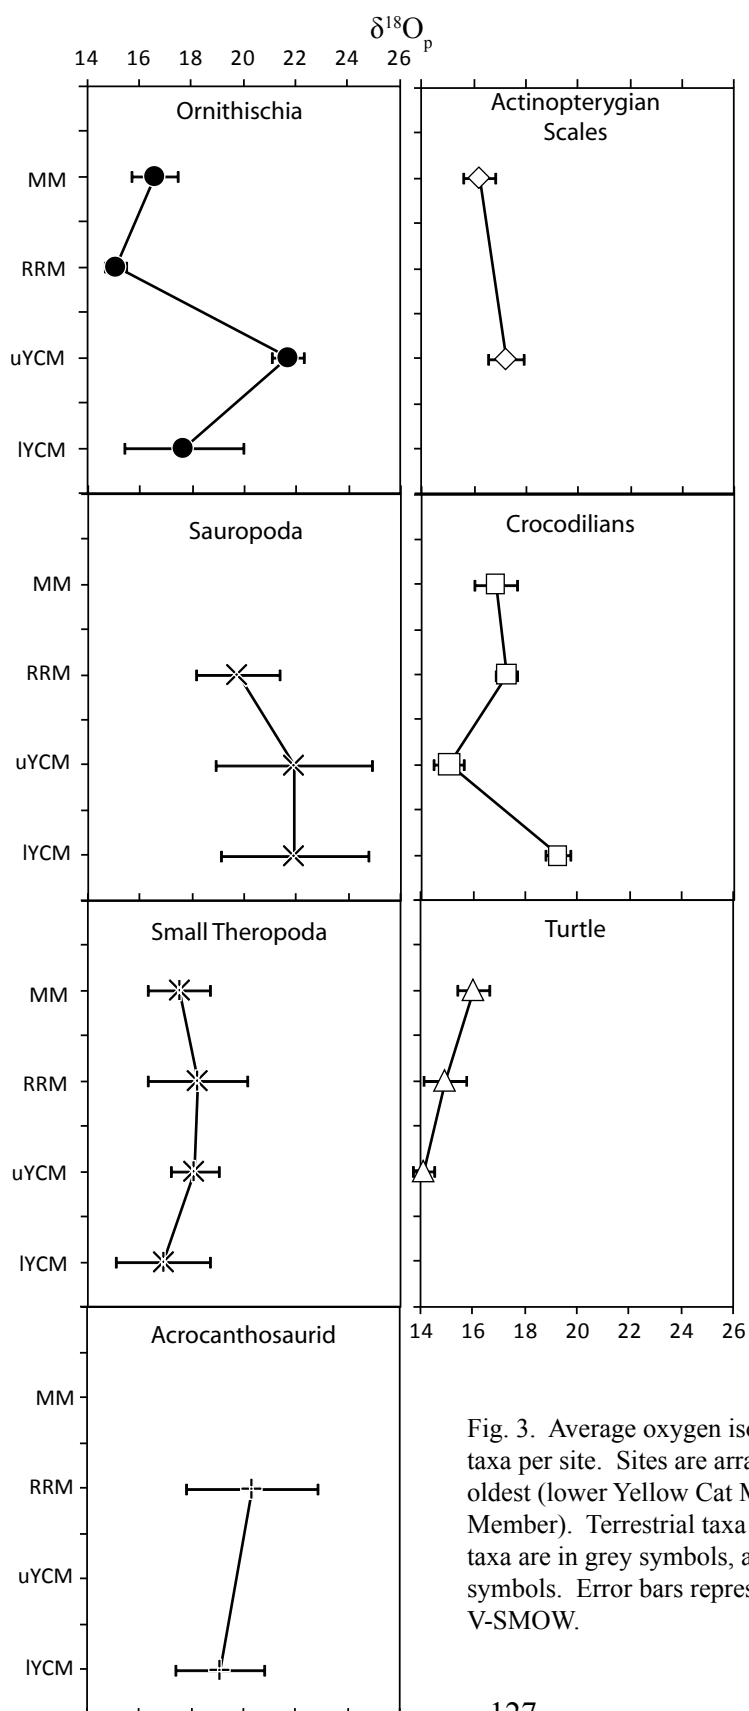 δ18Op
14 16 18 20 22 24 26
Ornithischia
MM
RRM
uYCM
lYCM
Actinopterygian
Scales
Sauropoda
MM
RRM
uYCM
lYCM
Crocodilians
Small Theropoda
MM
RRM
uYCM
lYCM
Turtle
14 16 18 20 22 24 26
Acrocanthosaurid
MM
RRM
uYCM
lYCM
Fig. 3. Average oxygen
taxa per site. Sites are
oldest (lower Yellow Cat
Member). Terrestrial taxa
taxa are in grey symbols,
symbols. Error bars
V-SMOW.
127